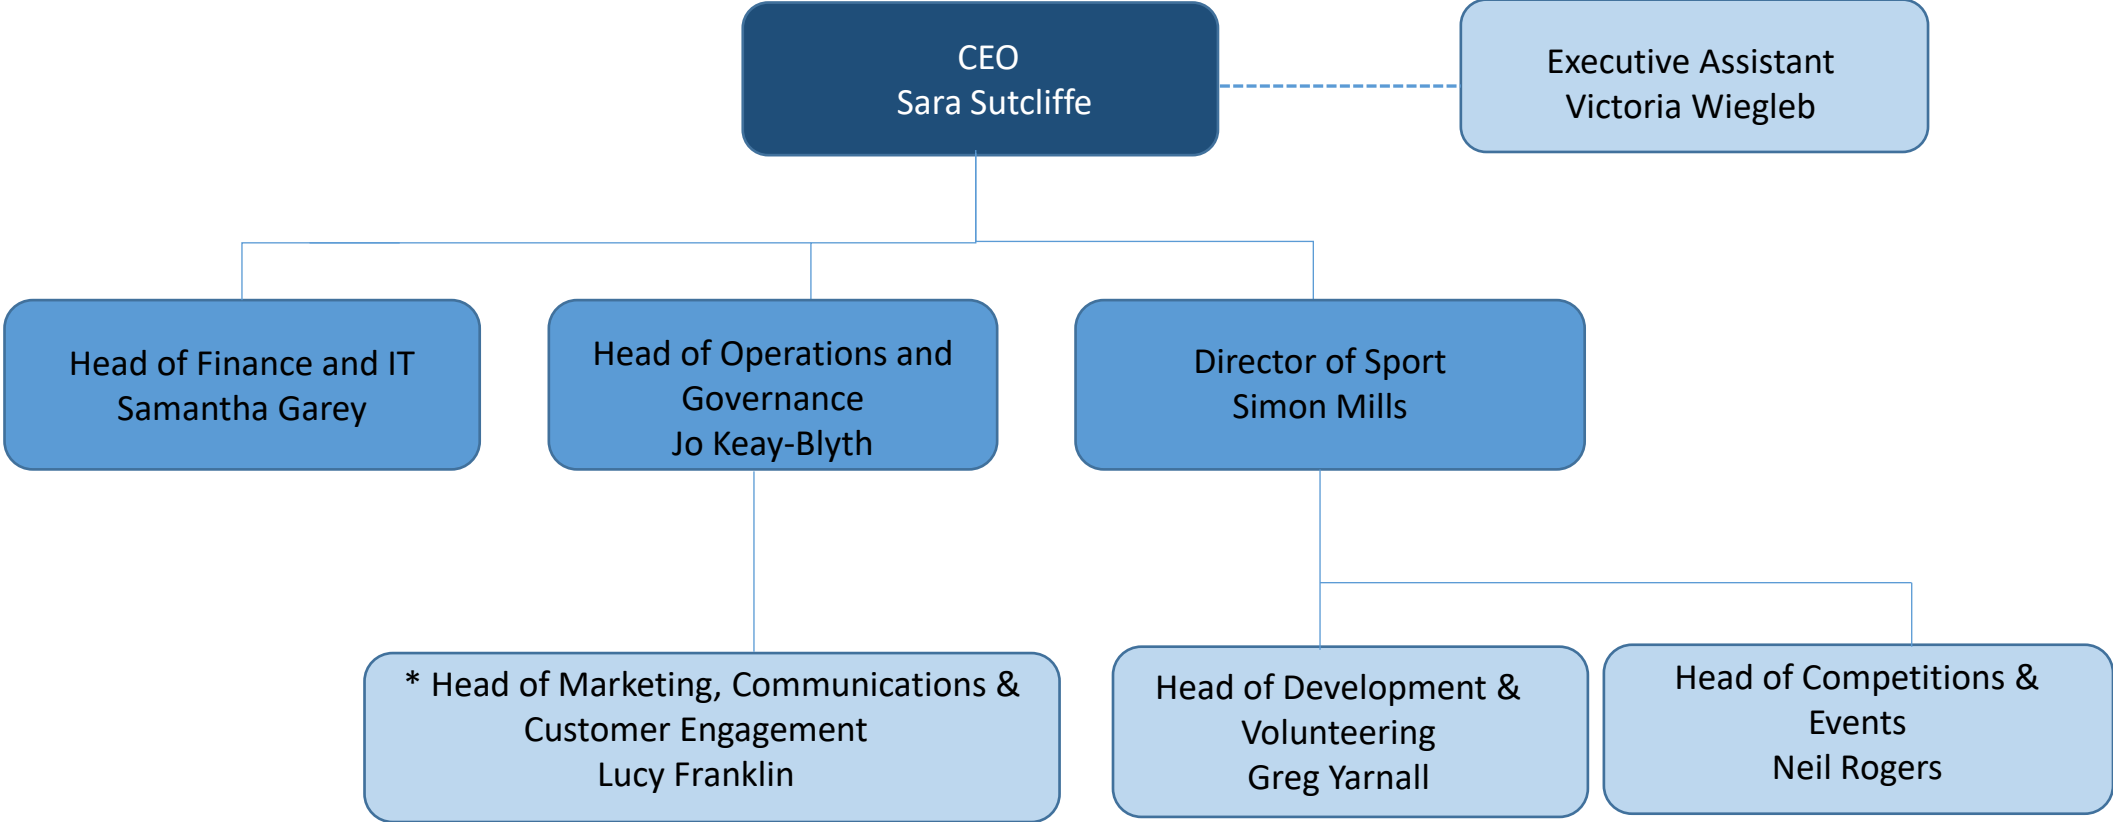 CEO
Sara Sutcliffe
Executive Assistant
Victoria Wiegleb
Head of Finance and IT
Samantha Garey
Head of Operations and
Governance
Jo Keay-Blyth
Director of Sport
Simon Mills
* Head of Marketing, Communications &
Customer Engagement
Lucy Franklin
Head of Development &
Volunteering
Greg Yarnall
Head of Competitions &
Events
Neil Rogers